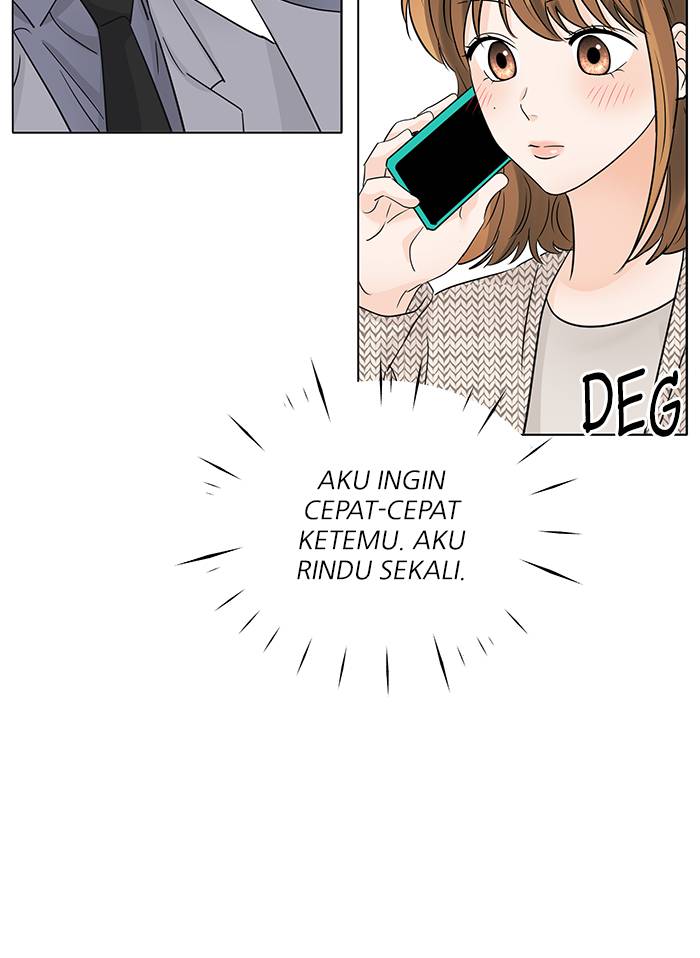 DEG
AKU INGIN
CEPAT-CEPAT
KETEMU. AKU
RINDU SEKALI.